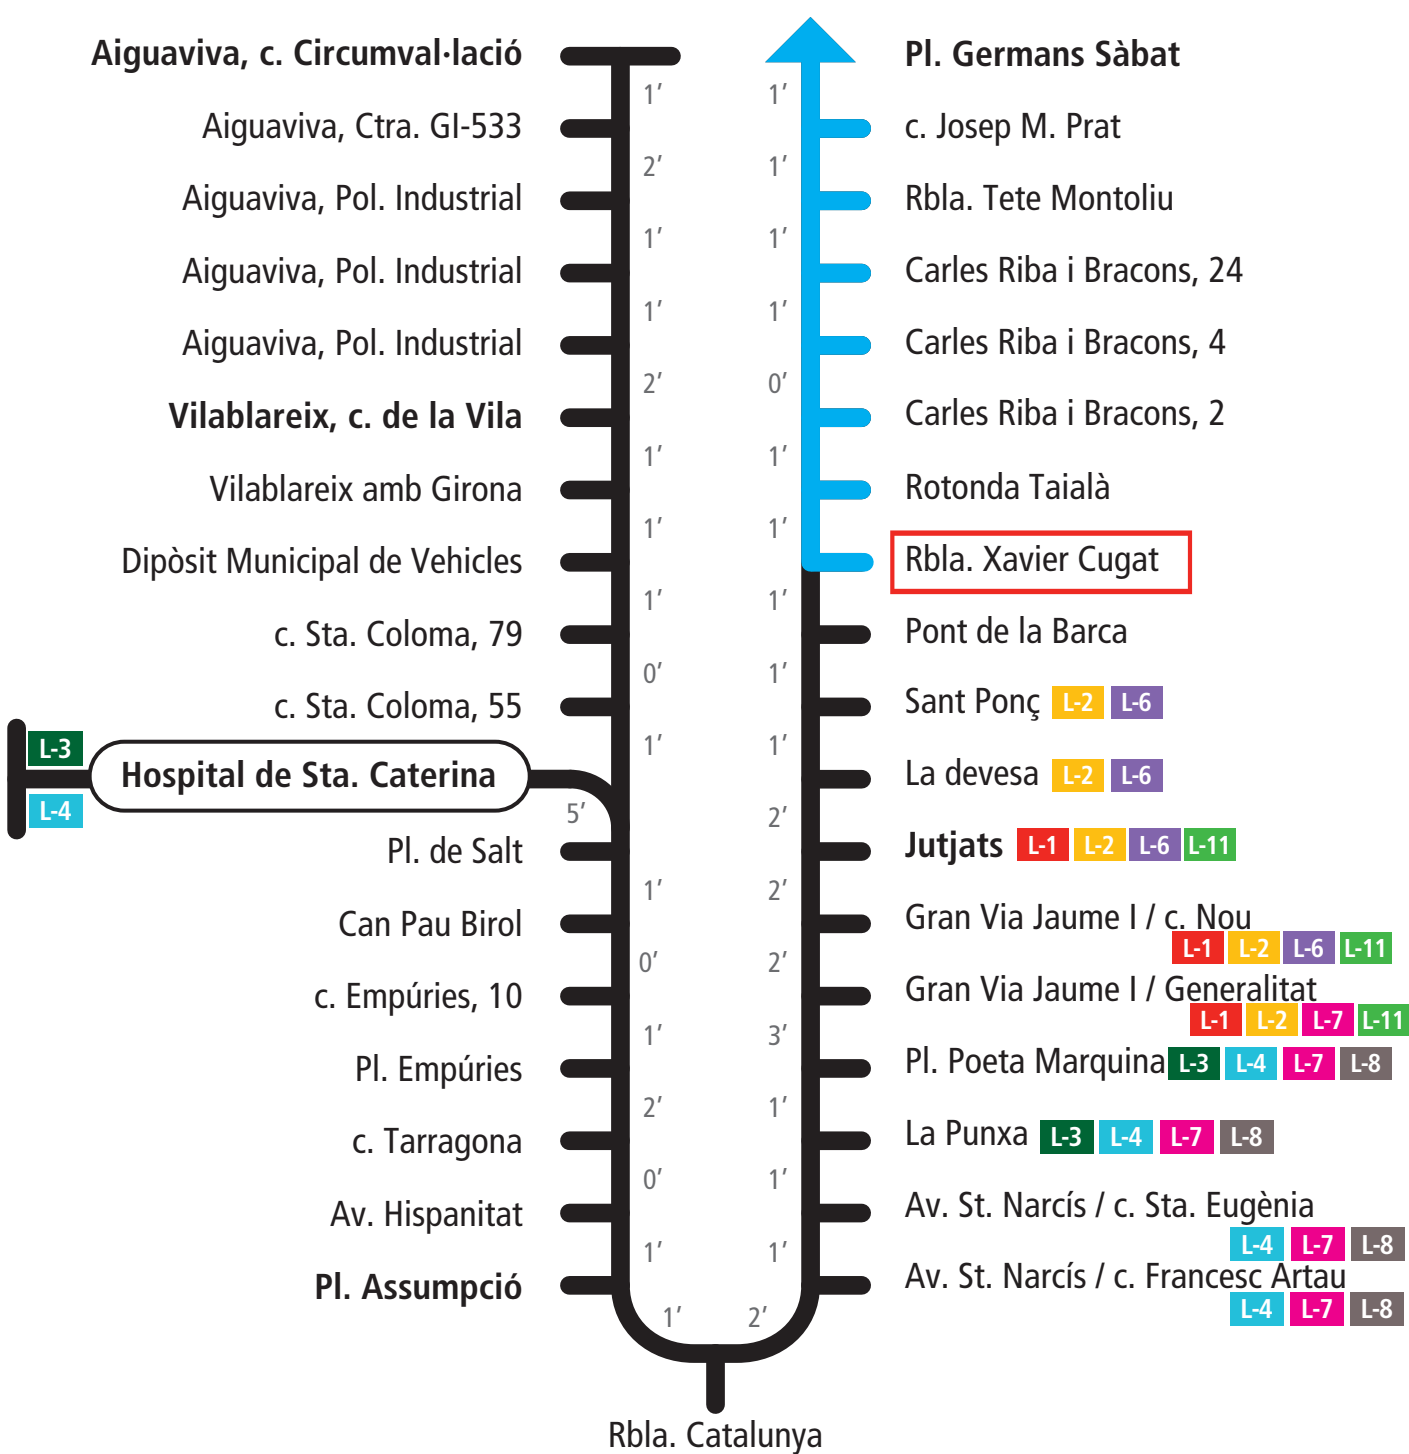 Aiguaviva, c. Circumval·lació
1′
Aiguaviva, Ctra. GI-533
2′
Aiguaviva, Pol. Industrial
1′
Aiguaviva, Pol. Industrial
1′
Aiguaviva, Pol. Industrial
2′
Vilablareix, c. de la Vila
1′
Vilablareix amb Girona
1′
Dipòsit Municipal de Vehicles
1′
c. Sta. Coloma, 79
0′
c. Sta. Coloma, 55
1′
L-3
Hospital de Sta. Caterina
L-4
5′
Pl. de Salt
1′
Can Pau Birol
0′
c. Empúries, 10
1′
Pl. Empúries
2′
c. Tarragona
0′
Av. Hispanitat
1′
Pl. Assumpció
1′
Rbla. Catalunya
2′
Pl. Germans Sàbat
1′
c. Josep M. Prat
1′
Rbla. Tete Montoliu
1′
Carles Riba i Bracons, 24
1′
Carles Riba i Bracons, 4
0′
Carles Riba i Bracons, 2
1′
Rotonda Taialà
1′
Rbla. Xavier Cugat
1′
Pont de la Barca
1′
Sant Ponç L-2 L-6
1′
La devesa L-2 L-6
2′
Jutjats L-1 L-2 L-6 L-11
2′
Gran Via Jaume I / c. Nou
L-1 L-2 L-6 L-11
2′
Gran Via Jaume I / Generalitat
L-1 L-2 L-7 L-11
3′
Pl. Poeta Marquina L-3 L-4 L-7 L-8
1′
La Punxa L-3 L-4 L-7 L-8
1′
Av. St. Narcís / c. Sta. Eugènia
L-4 L-7 L-8
1′
Av. St. Narcís / c. Francesc Artau
L-4 L-7 L-8